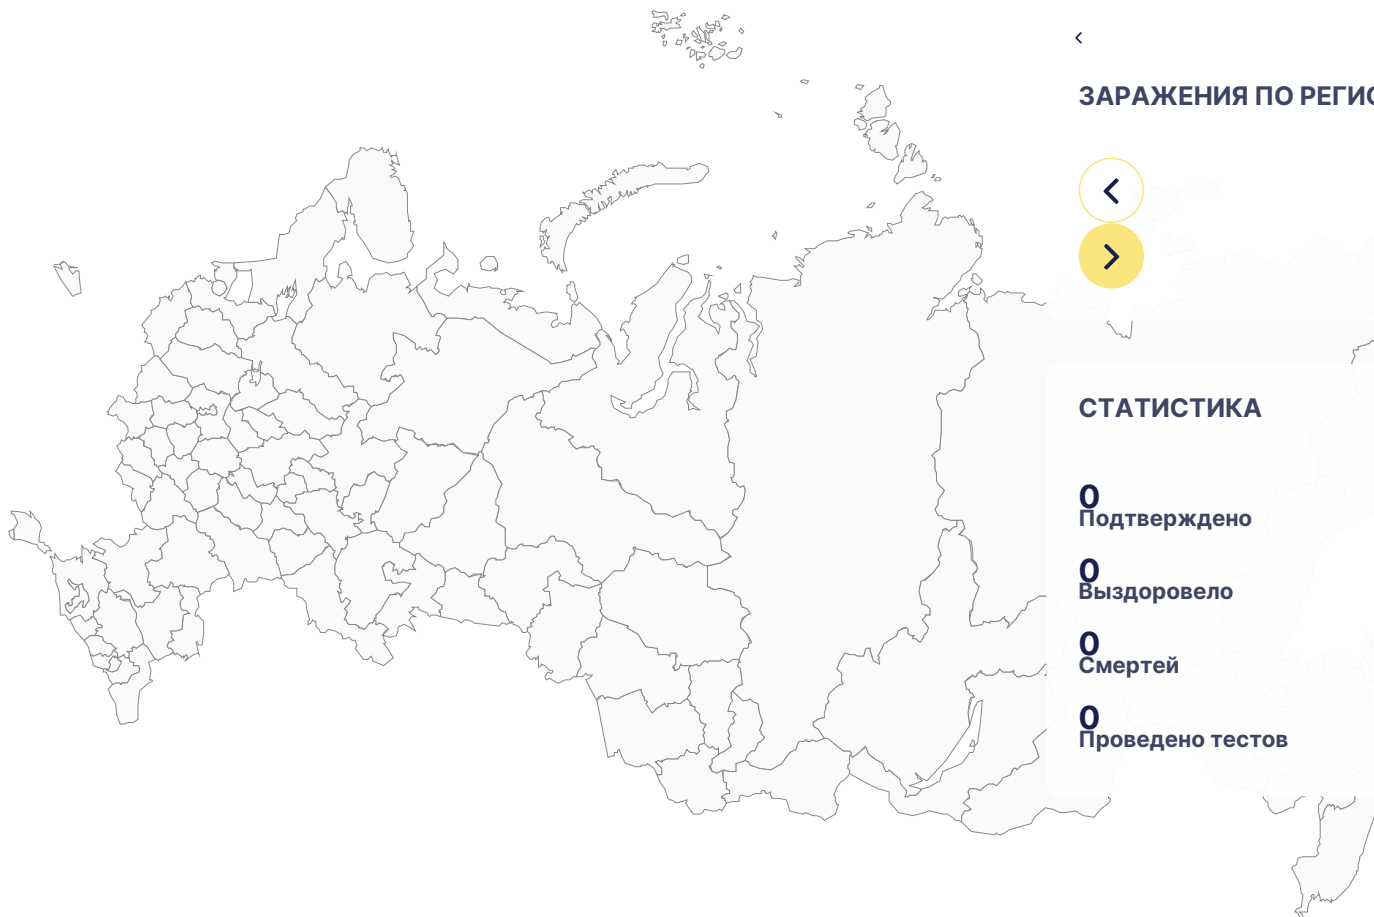 ЗАРАЖЕНИЯ ПО РЕГИО
СТАТИСТИКА
0
Подтверждено
0
Выздоровело
0
Смертей
0
Проведено тестов